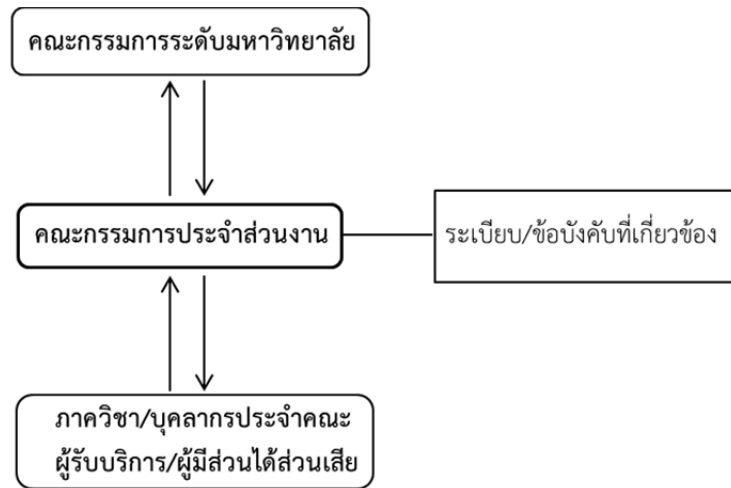 คณะกรรมการระดับมหาวิทยาลัย
คณะกรรมการประจำส่วนงาน
ระเบียบ/ข้อบังคับที่เกี่ยวข้อง
ภาควิชา/บุคลากรประจำคณะ
ผู้รับบริการ/ผู้มีส่วนได้ส่วนเสีย